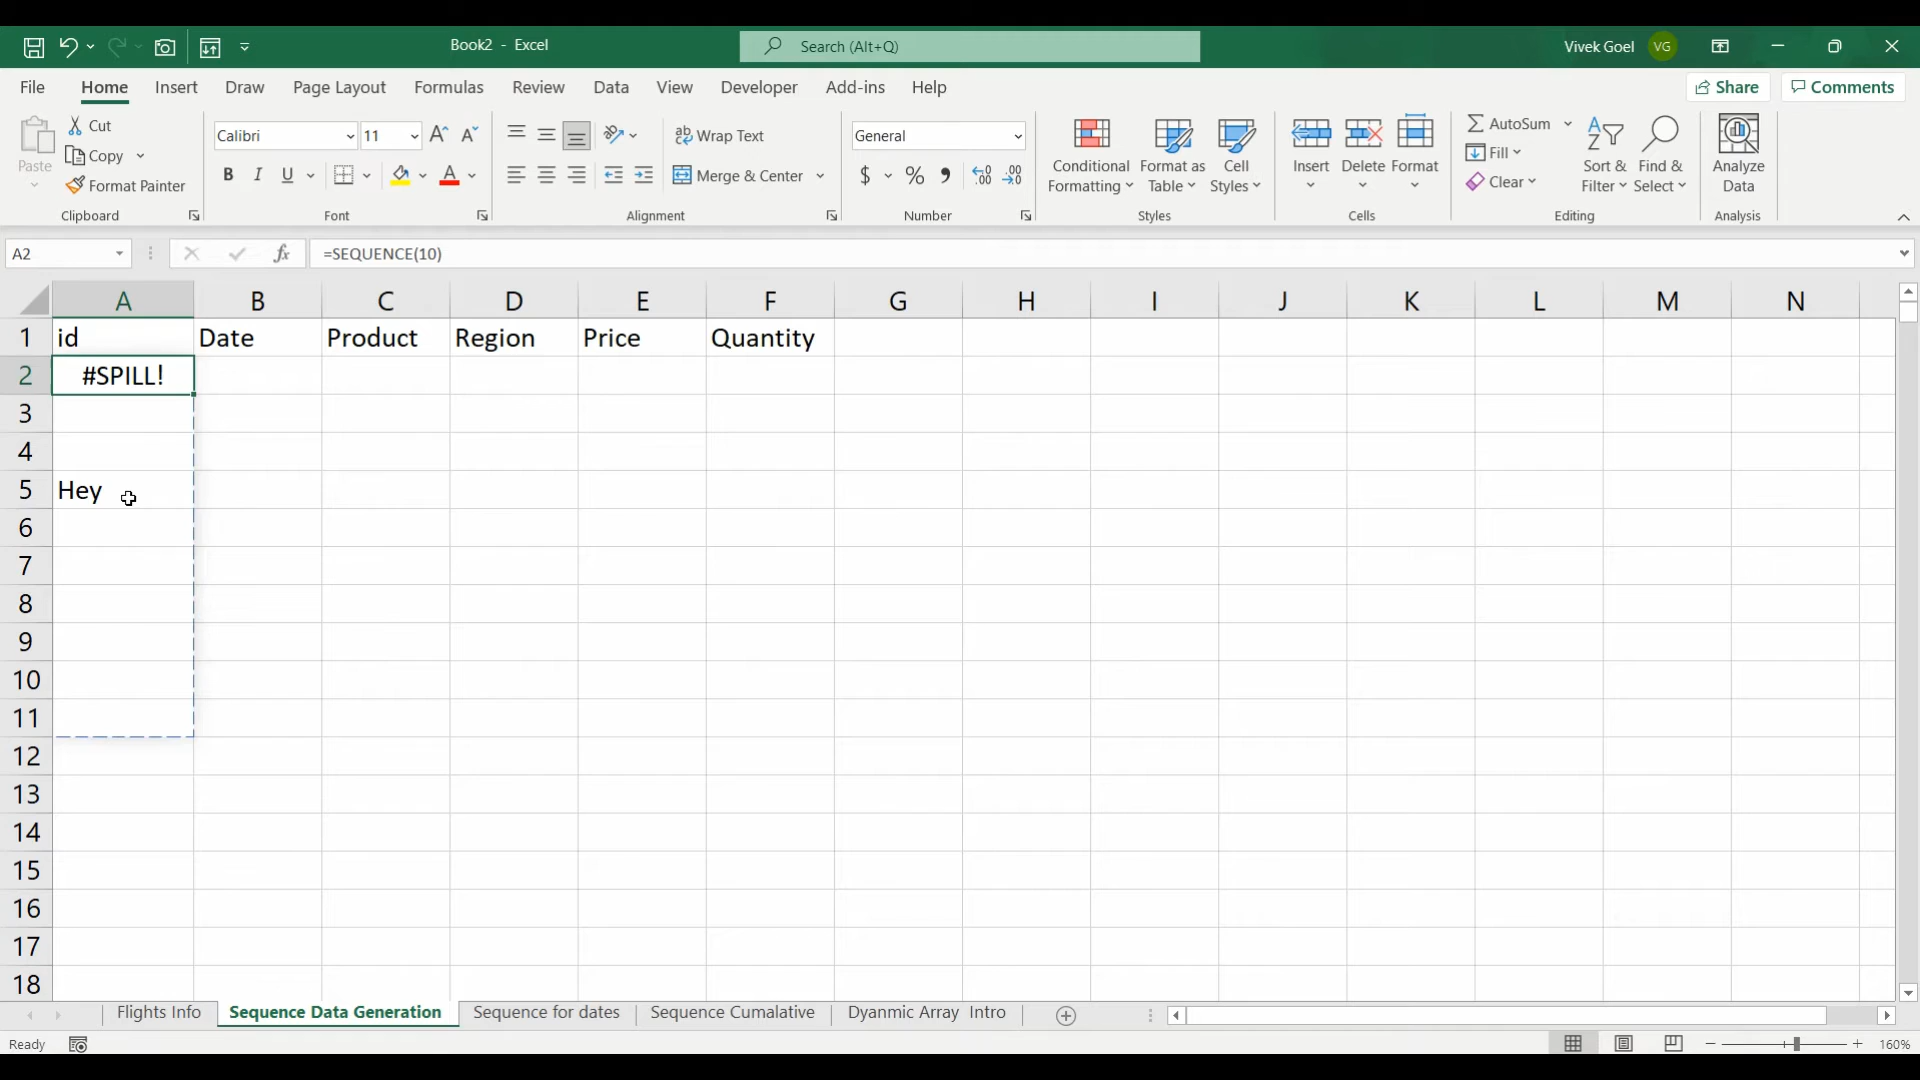 Book2 - Excel
Search (Alt+Q)
Vivek Goel VG
File Home Insert Draw Page Layout Formulas Review Data View Developer Add-ins Help
Share Comments
Paste
Cut
Copy
Format Painter
Clipboard
Calibri 11 A A
B I U A
Font
ab Wrap Text
Merge & Center
Alignment
General
$ % ,
Number
Conditional Formatting
Format as Table
Cell Styles
Styles
Insert Delete Format
Cells
AutoSum
Fill
Clear
Sort & Filter
Find & Select
Editing
Analyze Data
Analysis
A2 fx =SEQUENCE(10)
A B C D E F G H I J K L M N
1 id Date Product Region Price Quantity
2 #SPILL!
3
4
5 Hey
6
7
8
9
10
11
12
13
14
15
16
17
18
Flights Info Sequence Data Generation Sequence for dates Sequence Cumulative Dyanmic Array Intro
Ready 160%